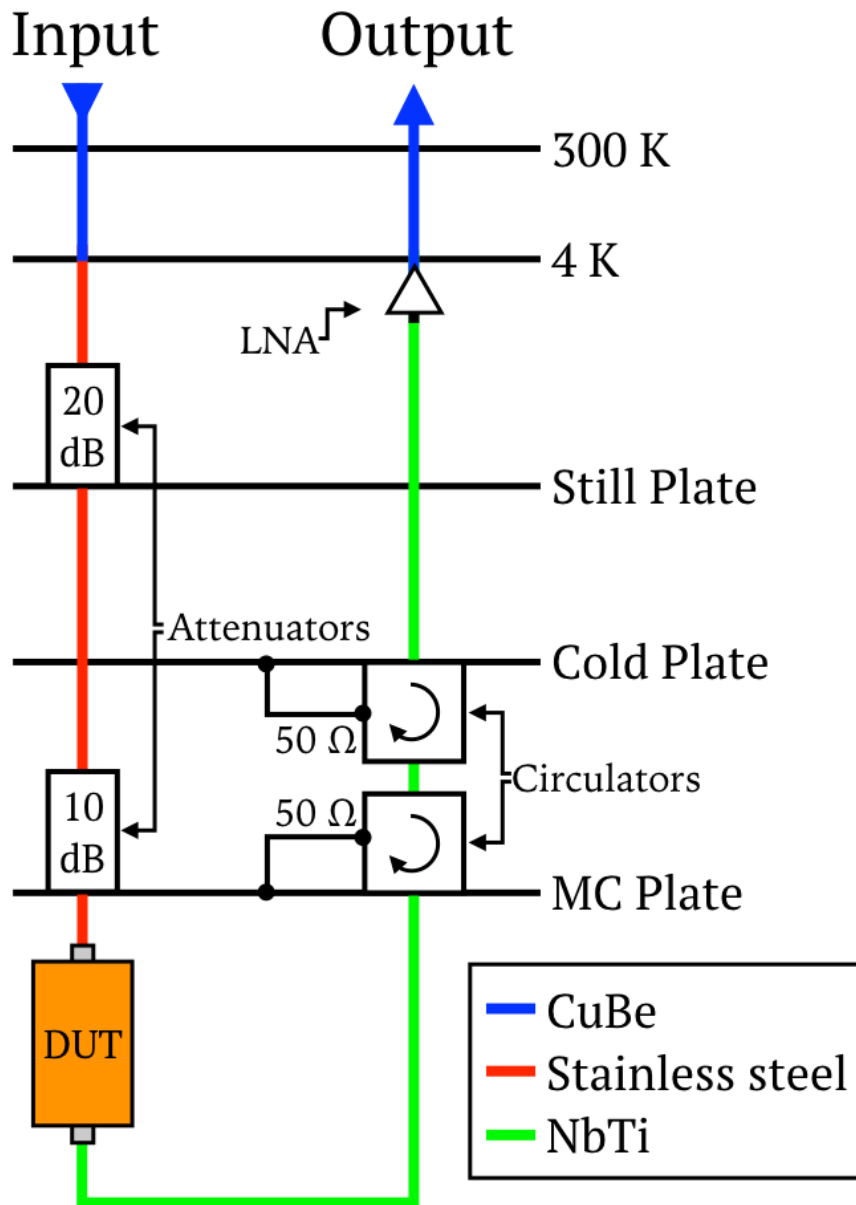 Input
Output
300 K
4 K
LNA
20
dB
Still Plate
Attenuators
Cold Plate
50 Ω
Circulators
50 Ω
10
dB
MC Plate
DUT
CuBe
Stainless steel
NbTi